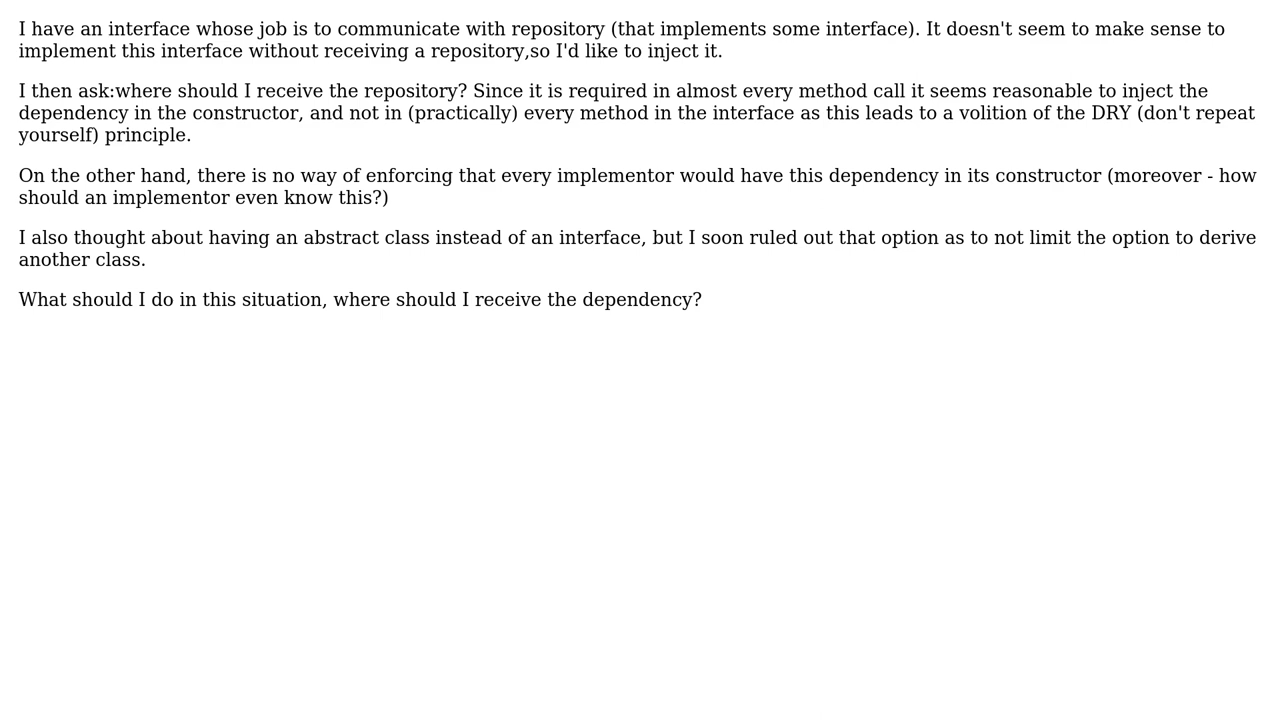 I have an interface whose job is to communicate with repository (that implements some interface). It doesn't seem to make sense to
implement this interface without receiving a repository,so I'd like to inject it.
I then ask:where should I receive the repository? Since it is required in almost every method call it seems reasonable to inject the
dependency in the constructor, and not in (practically) every method in the interface as this leads to a volition of the DRY (don't repeat
yourself) principle.
On the other hand, there is no way of enforcing that every implementor would have this dependency in its constructor (moreover - how
should an implementor even know this?)
I also thought about having an abstract class instead of an interface, but I soon ruled out that option as to not limit the option to derive
another class.
What should I do in this situation, where should I receive the dependency?